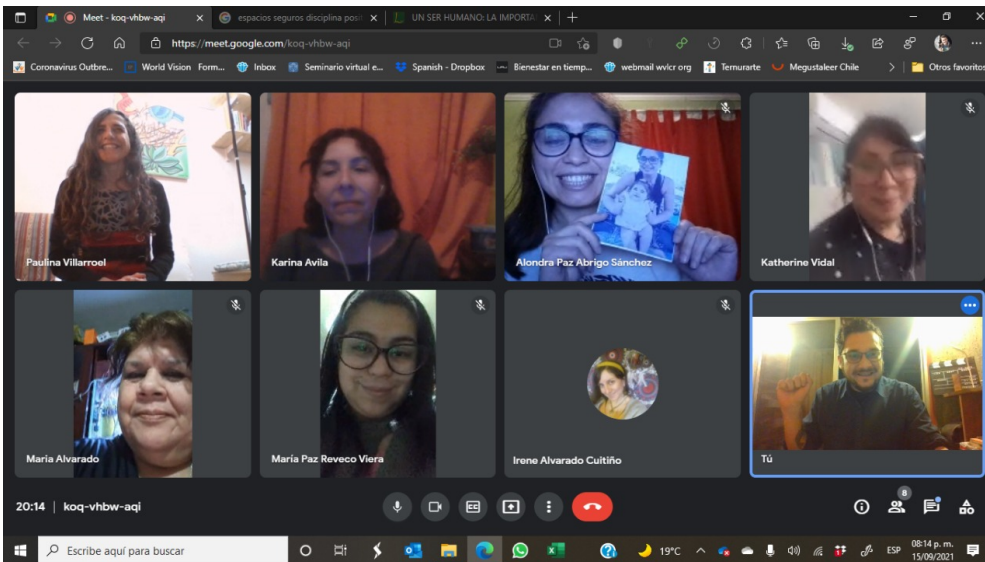 Meet - koq-vhbw-aqi
espacios seguros disciplina posit
UN SER HUMANO: LA IMPORTA
https://meet.google.com/koq-vhbw-aqi
Coronavirus Outbre...
World Vision Form...
Inbox
Seminario virtual e...
Spanish - Dropbox
Bienestar en tiemp...
webmail wvlcr org
Ternurarte
Megustaleer Chile
Otros favoritos
Paulina Villarroel
Karina Avila
Alondra Paz Abrigo Sánchez
Katherine Vidal
Maria Alvarado
María Paz Reveco Viera
Irene Alvarado Cuitiño
Tú
20:14 | koq-vhbw-aqi
8
Escribe aquí para buscar
19°C
ESP
08:14 p. m.
15/09/2021